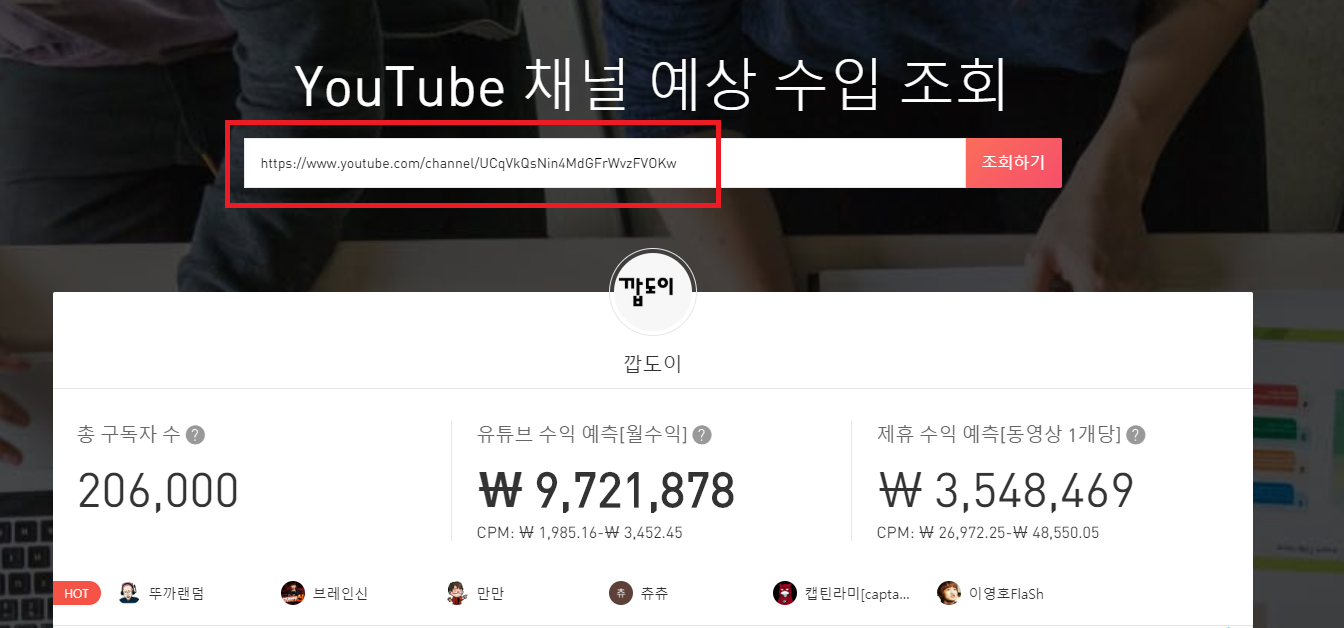 YouTube 채널 예상 수입 조회
https://www.youtube.com/channel/UCqVkQsNin4MdGFrWvzFVOKw
조회하기
깝도이
깝도이
총 구독자 수 ?
유튜브 수익 예측[월수익] ?
제휴 수익 예측[동영상 1개당] ?
206,000
₩ 9,721,878
₩ 3,548,469
CPM: ₩ 1,985.16-₩ 3,452.45
CPM: ₩ 26,972.25-₩ 48,550.05
HOT 뚜까랜덤 브레인신 만만 츄 츄츄 캡틴라미[capta... 이영호FlaSh